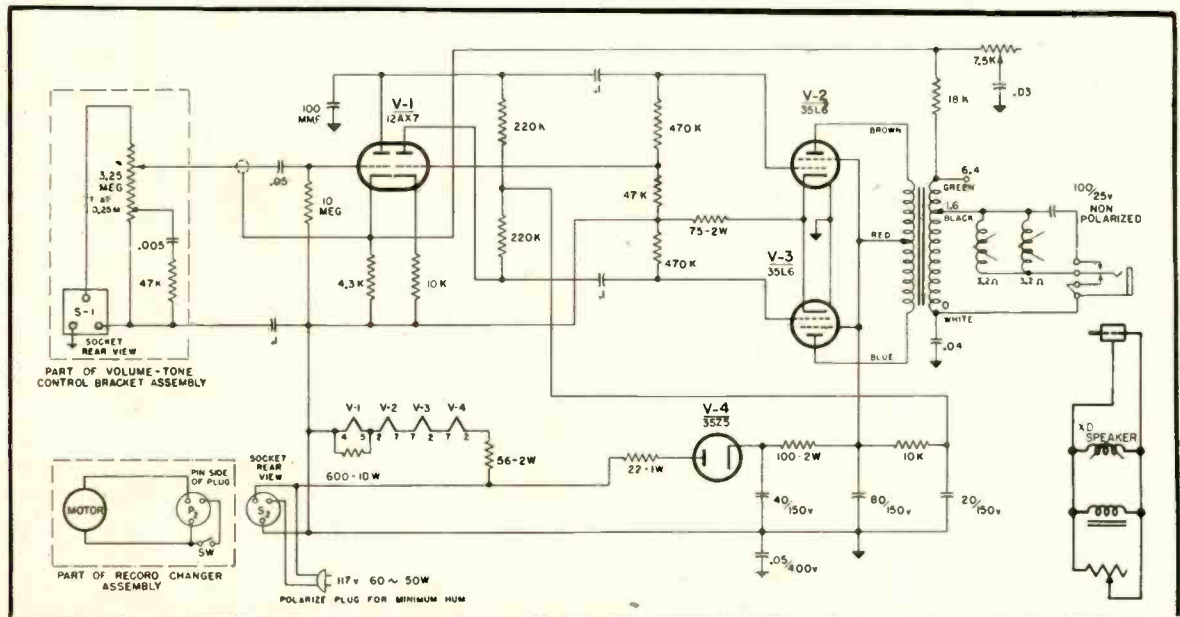 7.5K
.03
18K
100
MMF
V-1
12AX7
220K
.1
470K
V-2
35L6
BROWN
3.25
MEG
T AT
0.25M
.005
47K
S-1
SOCKET
REAR VIEW
PART OF VOLUME-TONE
CONTROL BRACKET ASSEMBLY
.05
10
MEG
4.3K
10K
.1
220K
.1
47K
470K
75-2W
V-3
35L6
RED
BLUE
6.4
GREEN
1.6
BLACK
0
WHITE
.04
3.2Ω
3.2Ω
100/25V
NON
POLARIZED
V-1 V-2 V-3 V-4
4 5 2 7 7 2 7 2
600-10W
56-2W
22-1W
V-4
35Z5
100-2W
10K
40/150V
80/150V
20/150V
.05/400V
XD
SPEAKER
MOTOR
PIN SIDE
OF PLUG
P2
SW
PART OF RECORD CHANGER
ASSEMBLY
SOCKET
REAR
VIEW
S2
117V 60~50W
POLARIZE PLUG FOR MINIMUM HUM